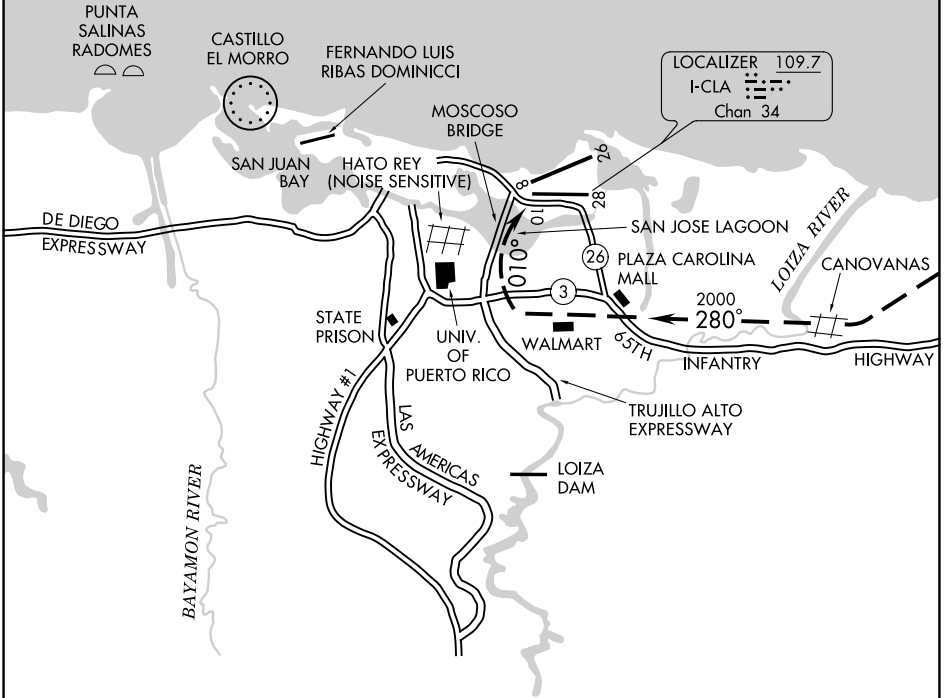 PUNTA
SALINAS
RADOMES
CASTILLO
EL MORRO
FERNANDO LUIS
RIBAS DOMINICCI
LOCALIZER 109.7
I-CLA
Chan 34
MOSCOSO
BRIDGE
SAN JUAN
BAY
HATO REY
(NOISE SENSITIVE)
8
26
10
28
DE DIEGO
EXPRESSWAY
SAN JOSE LAGOON
010°
26
PLAZA CAROLINA
MALL
LOIZA RIVER
CANOVANAS
3
2000
280°
STATE
PRISON
UNIV.
OF
PUERTO RICO
WALMART
65TH
INFANTRY
HIGHWAY
HIGHWAY #1
LAS
AMERICAS
EXPRESSWAY
TRUJILLO ALTO
EXPRESSWAY
LOIZA
DAM
BAYAMON RIVER